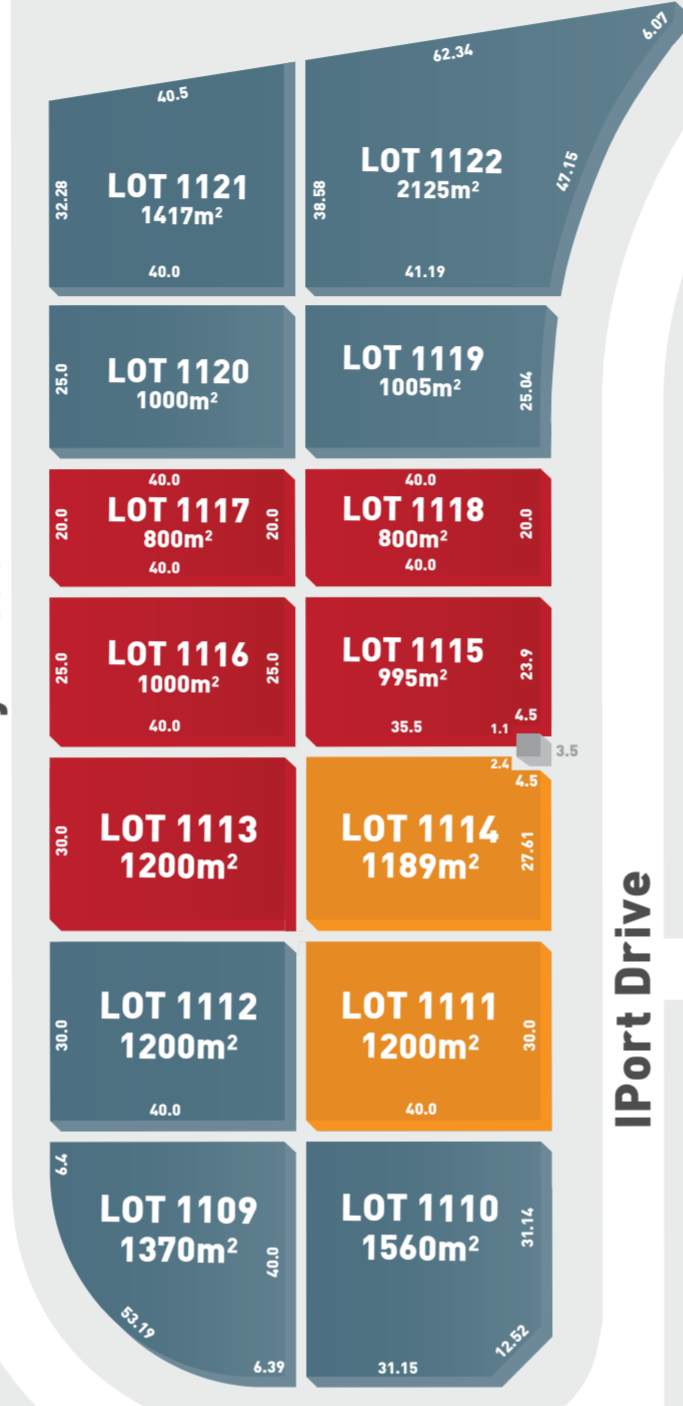 62.34
6.07
40.5
LOT 1121
1417m²
32.28
40.0
LOT 1122
2125m²
38.58
47.15
41.19
LOT 1120
1000m²
25.0
LOT 1119
1005m²
25.04
40.0
LOT 1117
800m²
20.0
20.0
40.0
40.0
LOT 1118
800m²
20.0
40.0
LOT 1116
1000m²
25.0
25.0
40.0
LOT 1115
995m²
23.9
4.5
35.5
1.1
3.5
2.4
4.5
LOT 1113
1200m²
30.0
LOT 1114
1189m²
27.61
LOT 1112
1200m²
30.0
40.0
LOT 1111
1200m²
30.0
40.0
IPort Drive
6.4
LOT 1109
1370m²
40.0
53.19
6.39
LOT 1110
1560m²
31.14
12.52
31.15